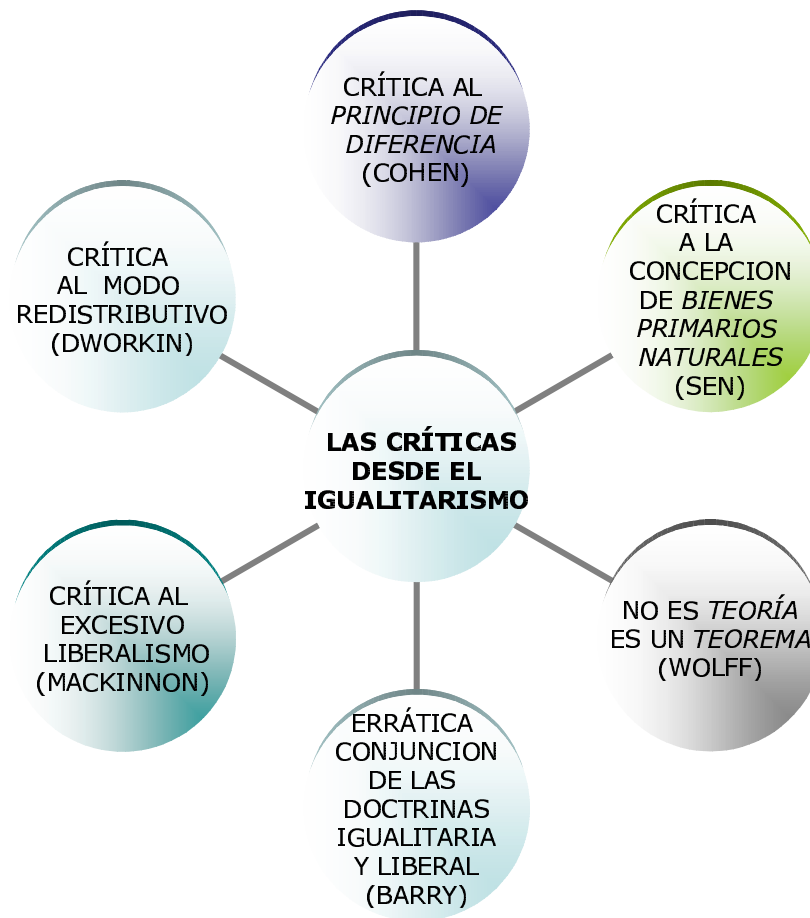 CRÍTICA AL
PRINCIPIO DE
DIFERENCIA
(COHEN)
CRÍTICA
A LA
CONCEPCION
DE BIENES
PRIMARIOS
NATURALES
(SEN)
NO ES TEORÍA
ES UN TEOREMA
(WOLFF)
ERRÁTICA
CONJUNCION
DE LAS
DOCTRINAS
IGUALITARIA
Y LIBERAL
(BARRY)
CRÍTICA AL
EXCESIVO
LIBERALISMO
(MACKINNON)
CRÍTICA
AL MODO
REDISTRIBUTIVO
(DWORKIN)
LAS CRÍTICAS
DESDE EL
IGUALITARISMO